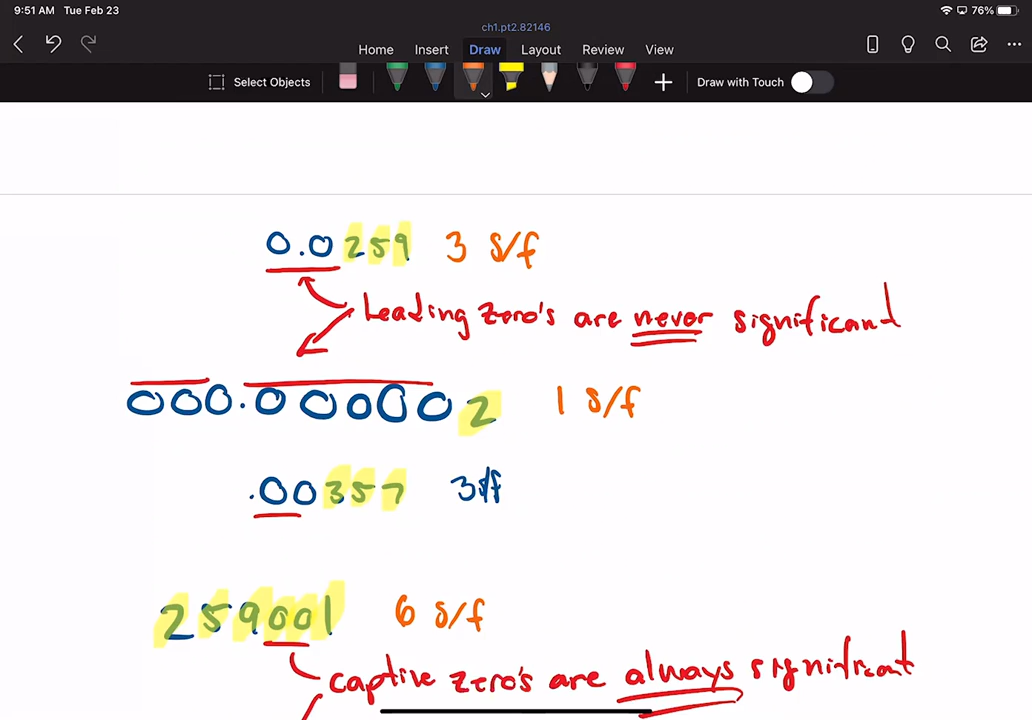 9:51 AM Tue Feb 23
76%
ch1.pt2.82146
Home Insert Draw Layout Review View
Select Objects
Draw with Touch
0.0259 3 s/f
Leading zero's are never significant
000.000002 1 s/f
.00357 3s/f
259001 6 s/f
captive zero's are always significant